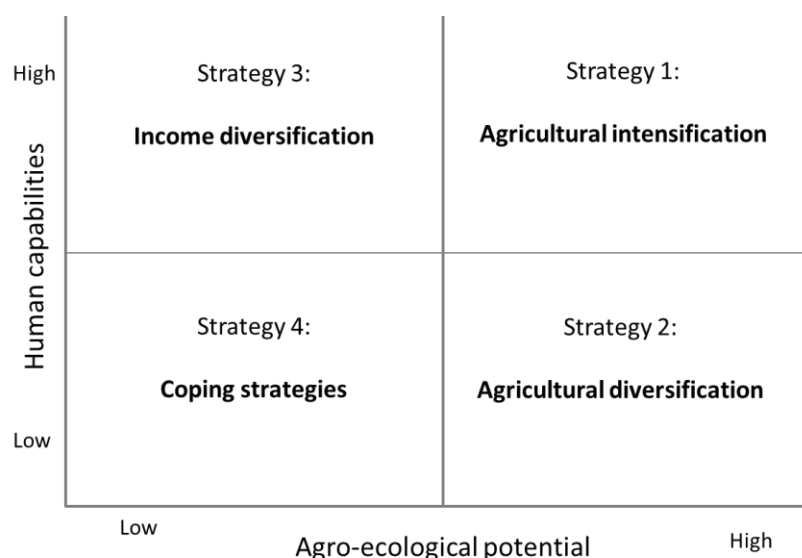 High
Strategy 3:
Strategy 1:
Income diversification
Agricultural intensification
Human capabilities
Strategy 4:
Strategy 2:
Coping strategies
Agricultural diversification
Low
Low
High
Agro-ecological potential